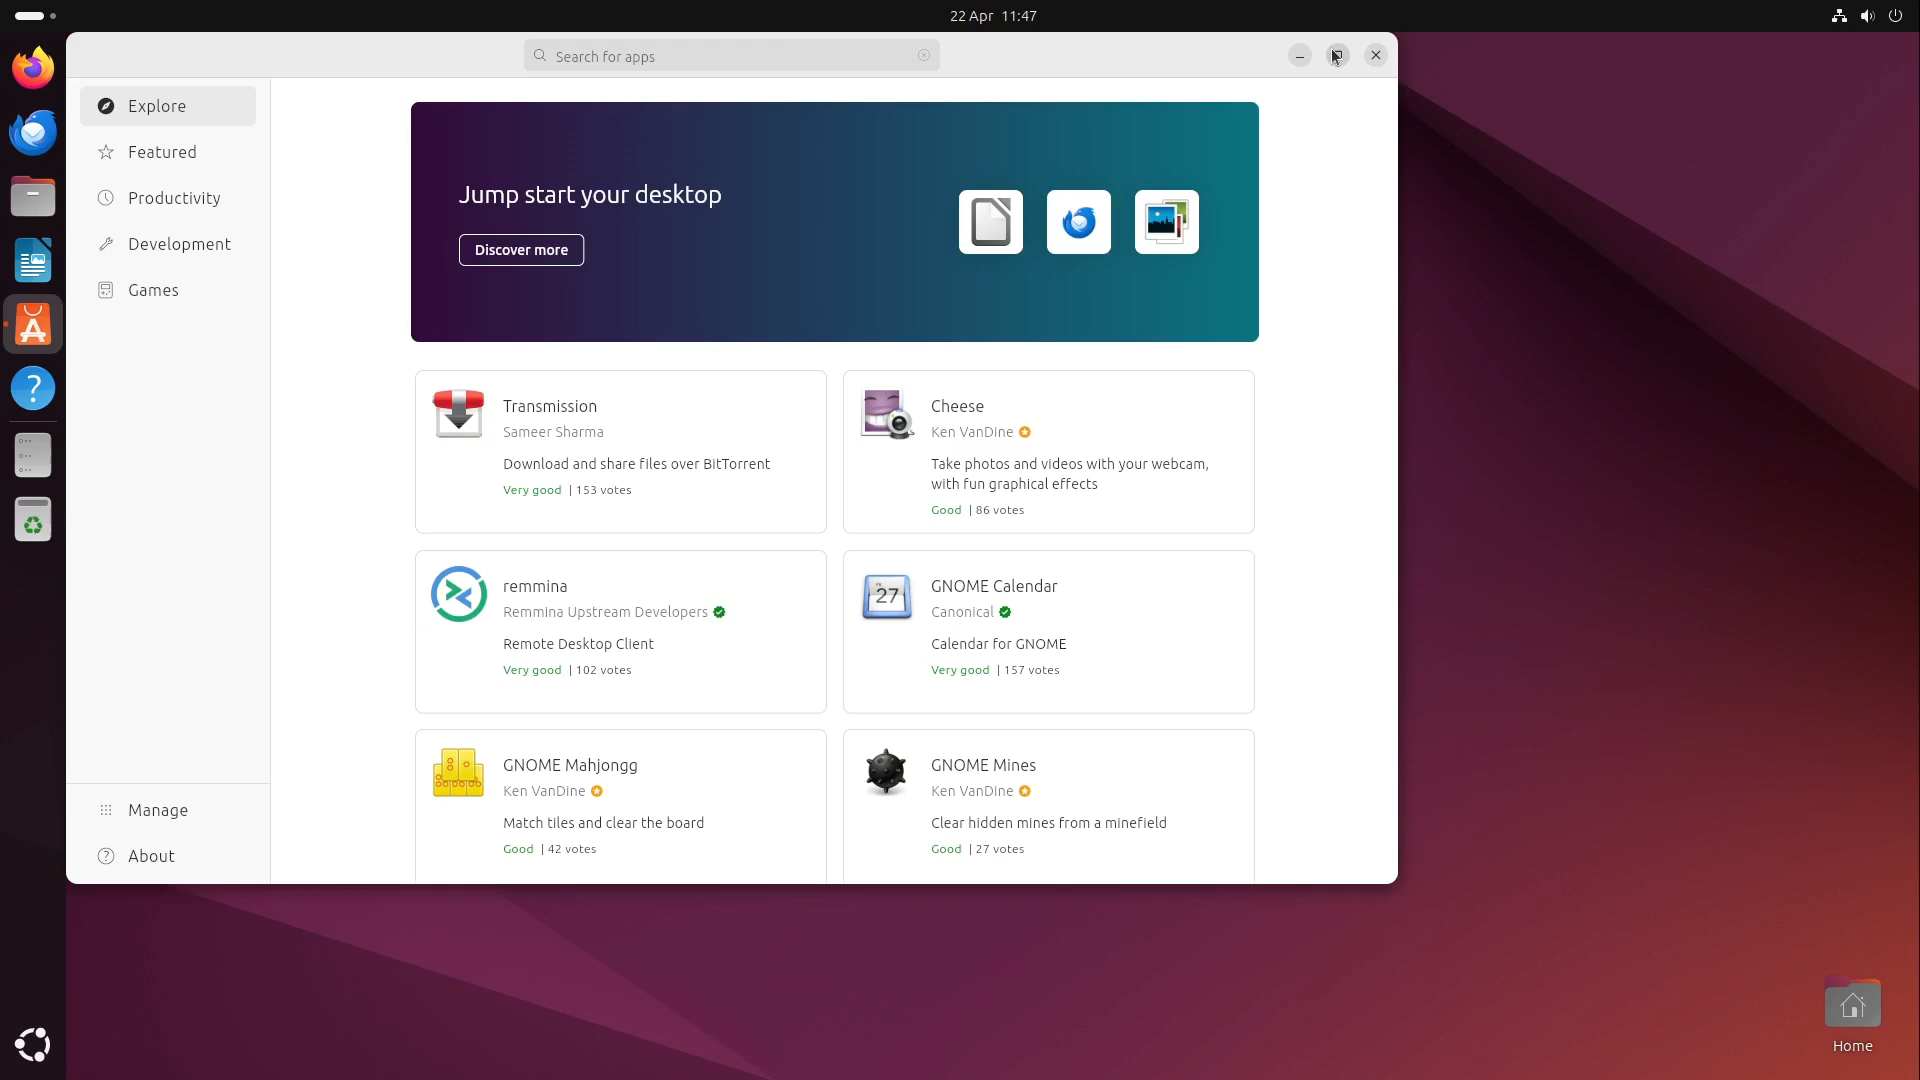 22 Apr 11:47
Search for apps
Explore
Featured
Productivity
Development
Games
Manage
About
Jump start your desktop
Discover more
Transmission
Sameer Sharma
Download and share files over BitTorrent
Very good | 153 votes
Cheese
Ken VanDine
Take photos and videos with your webcam,
with fun graphical effects
Good | 86 votes
remmina
Remmina Upstream Developers
Remote Desktop Client
Very good | 102 votes
GNOME Calendar
Canonical
Calendar for GNOME
Very good | 157 votes
27
GNOME Mahjongg
Ken VanDine
Match tiles and clear the board
Good | 42 votes
GNOME Mines
Ken VanDine
Clear hidden mines from a minefield
Good | 27 votes
Home